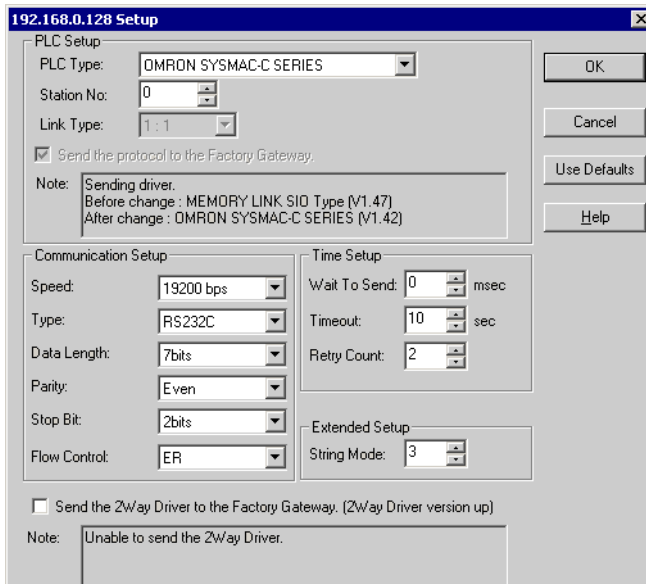 192.168.0.128 Setup
PLC Setup
PLC Type: OMRON SYSMAC-C SERIES
OK
Station No: 0
Link Type: 1 : 1
Cancel
Send the protocol to the Factory Gateway.
Use Defaults
Note: Sending driver.
Before change : MEMORY LINK SIO Type (V1.47)
After change : OMRON SYSMAC-C SERIES (V1.42)
Help
Communication Setup
Speed: 19200 bps
Type: RS232C
Data Length: 7bits
Parity: Even
Stop Bit: 2bits
Flow Control: ER
Time Setup
Wait To Send: 0 msec
Timeout: 10 sec
Retry Count: 2
Extended Setup
String Mode: 3
Send the 2Way Driver to the Factory Gateway. (2Way Driver version up)
Note: Unable to send the 2Way Driver.